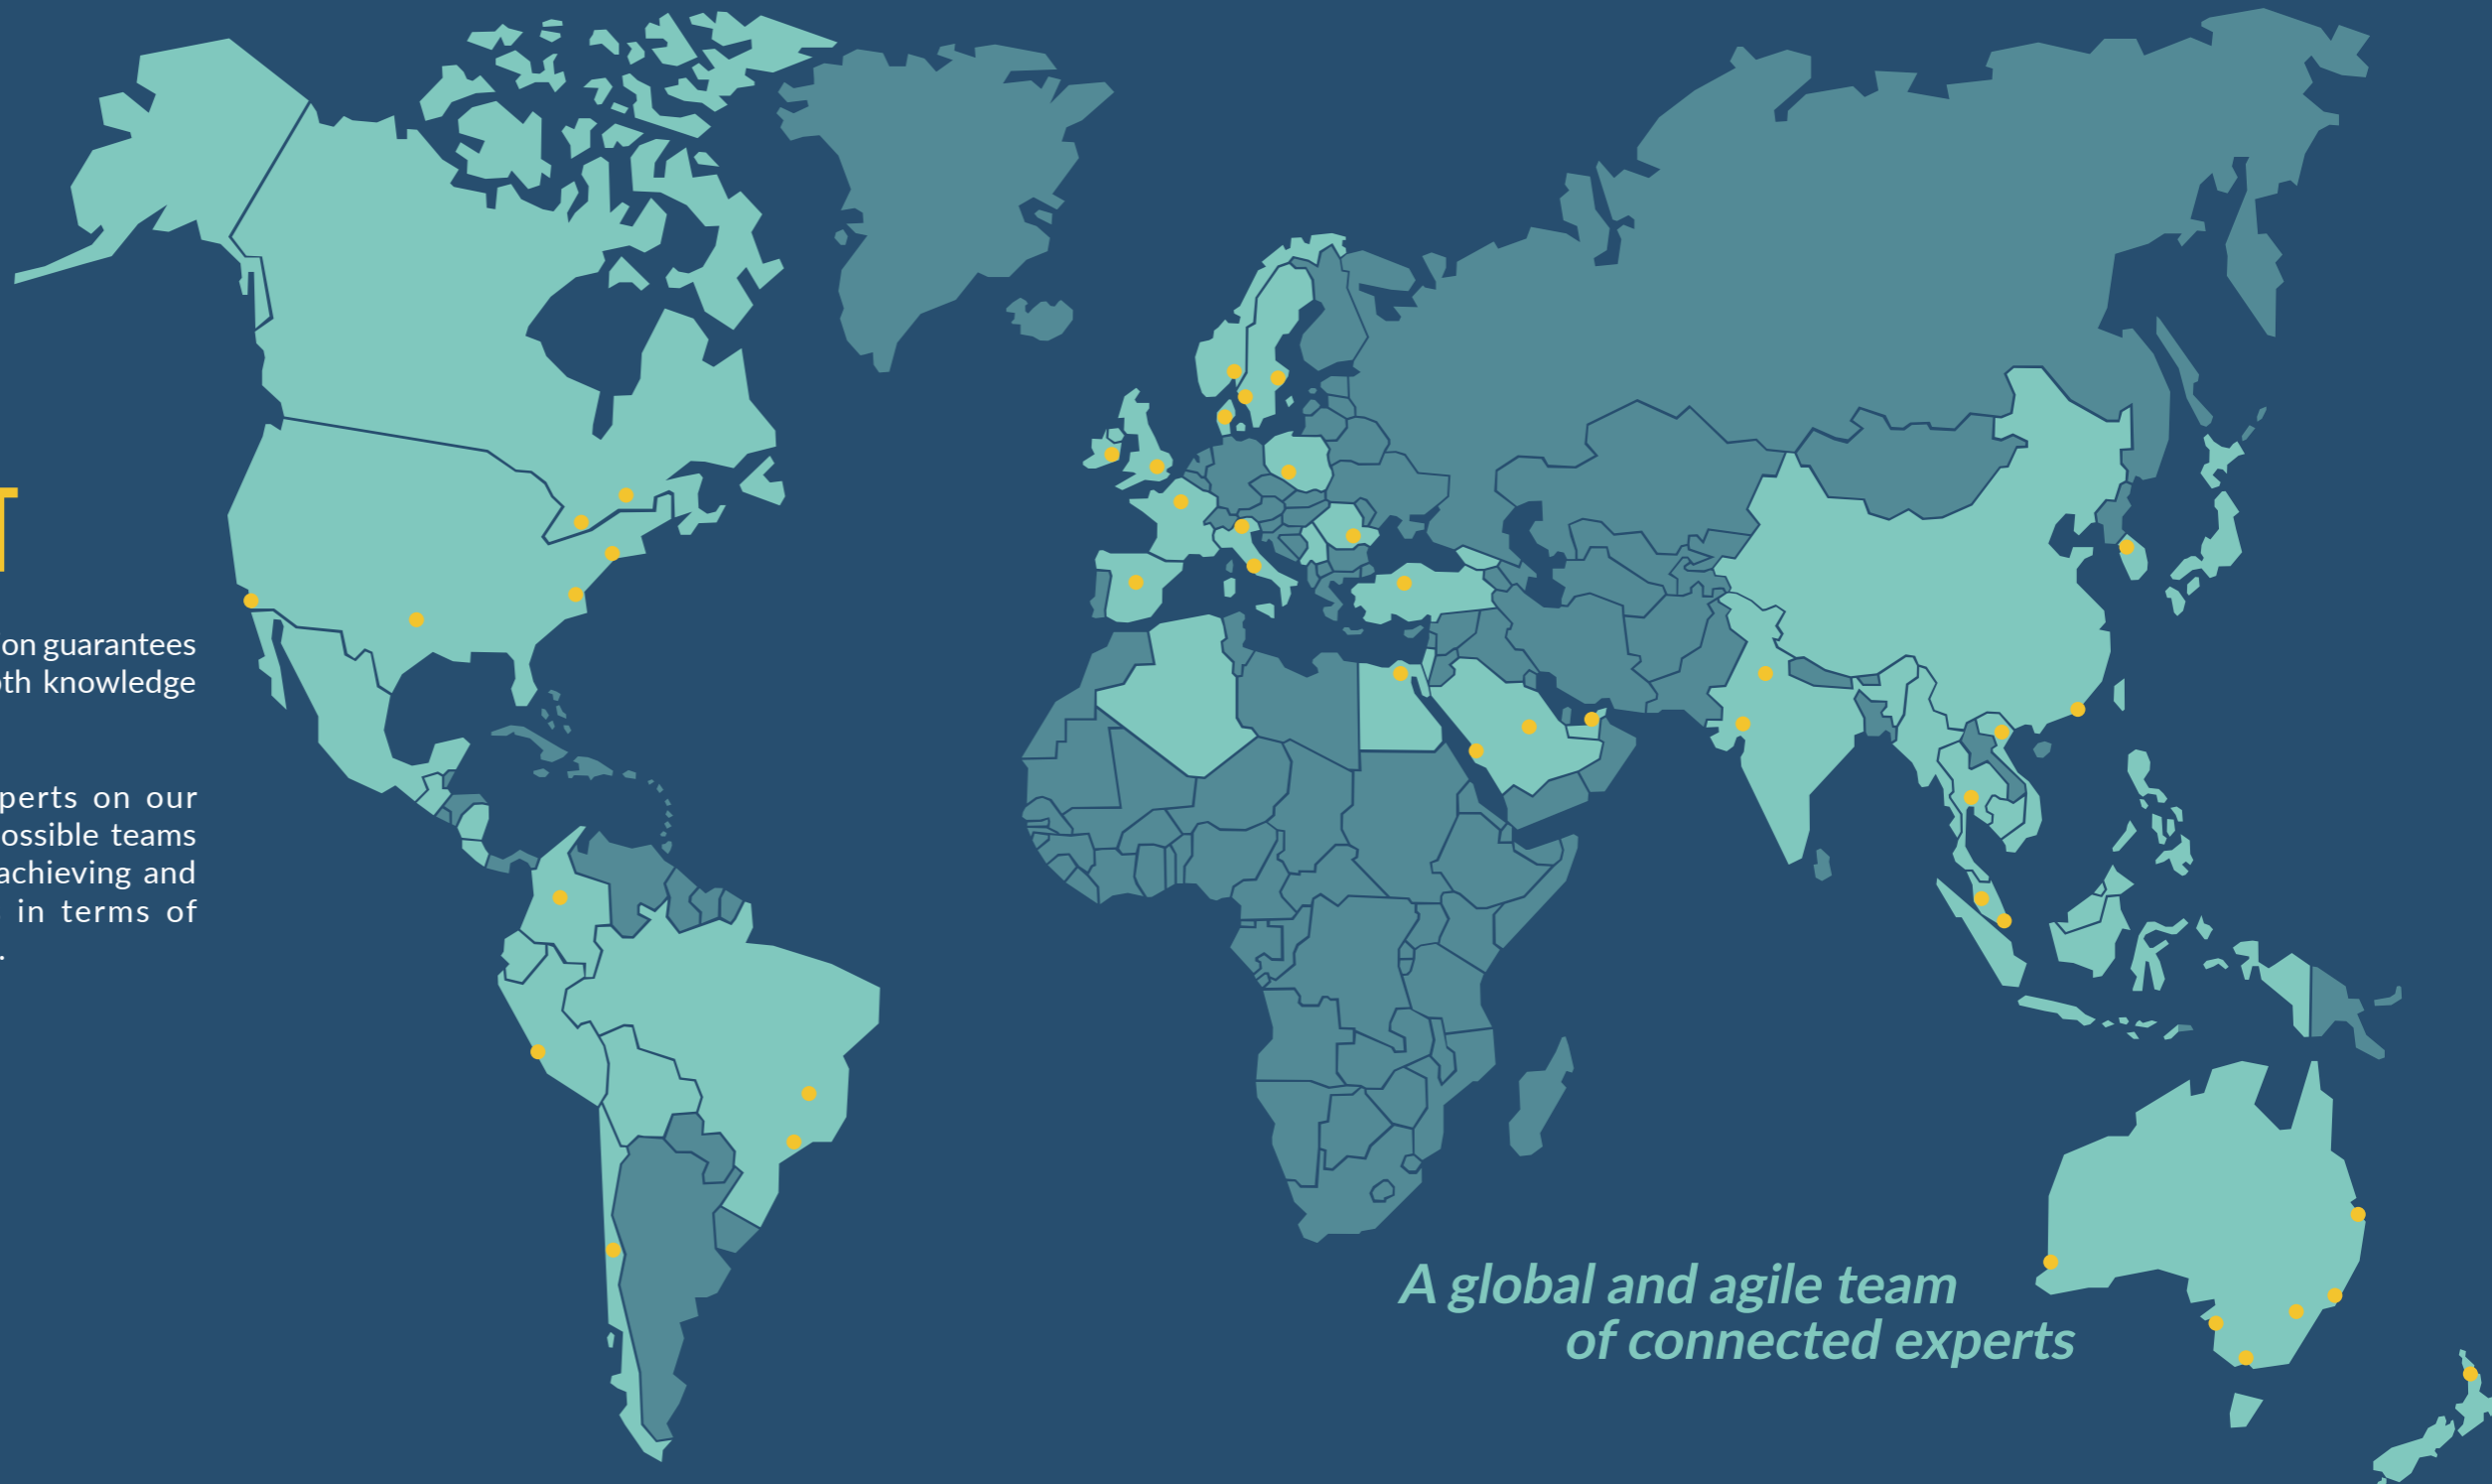 T
on guarantees
oth knowledge
perts on our
ossible teams
achieving and
in terms of
.
A global and agile team
of connected experts